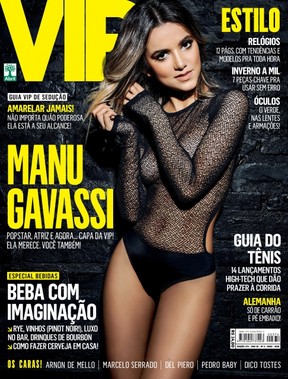 VIP
Abril
ESTILO
RELÓGIOS
12 PÁGS. COM TENDÊNCIAS E
MODELOS PRA TODA HORA
INVERNO A MIL
7 PEÇAS CHAVE PRA
USAR SEM ERRO
ÓCULOS
O VERDE,
NAS LENTES
E ARMAÇÕES!
GUIA VIP DE SEDUÇÃO
AMARELAR JAMAIS!
NÃO IMPORTA QUÃO PODEROSA,
ELA ESTÁ A SEU ALCANCE!
MANU
GAVASSI
POPSTAR, ATRIZ E AGORA... CAPA DA VIP!
ELA MERECE. VOCÊ TAMBÉM!
GUIA DO
TÊNIS
14 LANÇAMENTOS
HIGH-TECH QUE DÃO
PRAZER À CORRIDA
ALEMANHA
SÓ DE CARRÃO
E PÉ EMBAIXO!
ESPECIAL BEBIDAS
BEBA COM
IMAGINAÇÃO
RYE, VINHOS (PINOT NOIR!), LUXO
NO BAR, DRINQUES DE BOURBON
COMO FAZER CERVEJA EM CASA!
OS CARAS! ARNON DE MELLO | MARCELO SERRADO | DEL PIERO | PEDRO BABY | DICO TOSTES